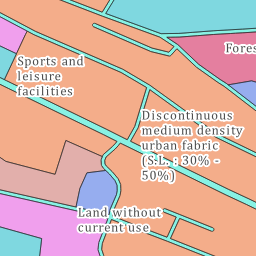 Fores
Sports and
leisure
facilities
Discontinuous
medium density
urban fabric
(S.L. : 30% -
50%)
Land without
current use